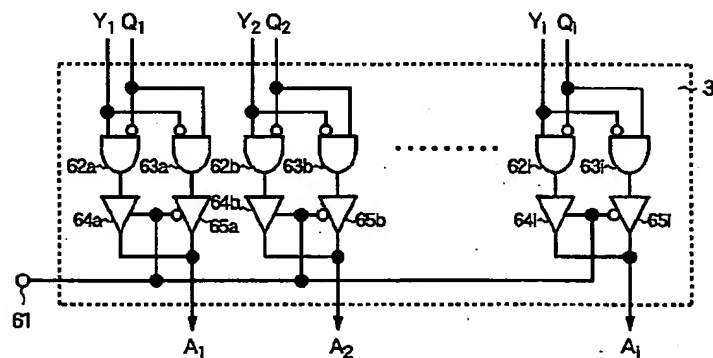 Y1 Q1 Y2 Q2 Yi Qi
3
62a 63a 62b 63b 62i 63i
64a 65a 64b 65b 64i 65i
61
A1 A2 Ai